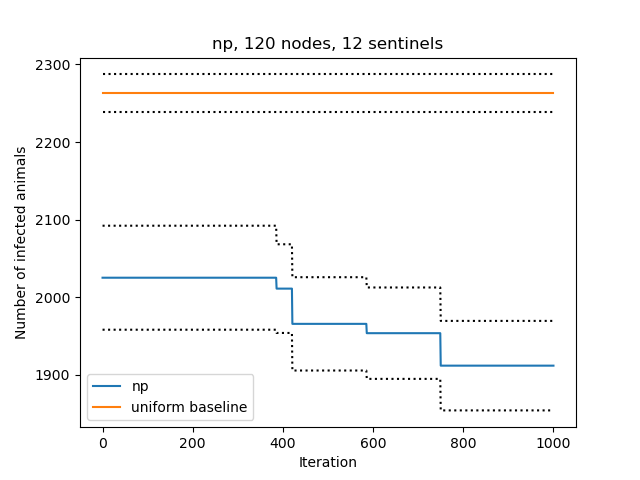 np, 120 nodes, 12 sentinels
2300
2200
2100
2000
1900
Number of infected animals
np
uniform baseline
0
200
400
600
800
1000
Iteration